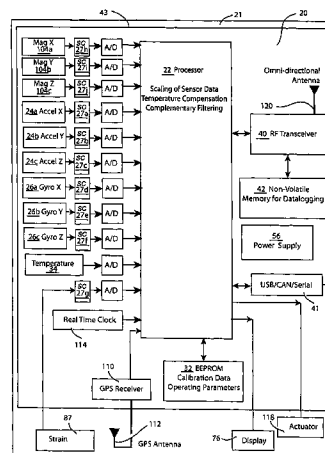 43
21
20
Mag X
104a
SC
27h
A/D
Mag Y
104b
SC
27i
A/D
Mag Z
104c
SC
27j
A/D
24a Accel X
SC
27a
A/D
24b Accel Y
SC
27b
A/D
24c Accel Z
SC
27c
A/D
26a Gyro X
SC
27d
A/D
26b Gyro Y
SC
27e
A/D
26c Gyro Z
SC
27f
A/D
Temperature
34
A/D
SC
27g
A/D
Real Time Clock
114
22 Processor
Scaling of Sensor Data
Temperature Compensation
Complementary Filtering
Omni-directional
Antenna
120
40 RF Transceiver
42 Non-Volatile
Memory for Datalogging
56
Power Supply
USB/CAN/Serial
41
32 EEPROM
Calibration Data
Operating Parameters
110
GPS Receiver
112
GPS Antenna
87
Strain
76
Display
118
Actuator